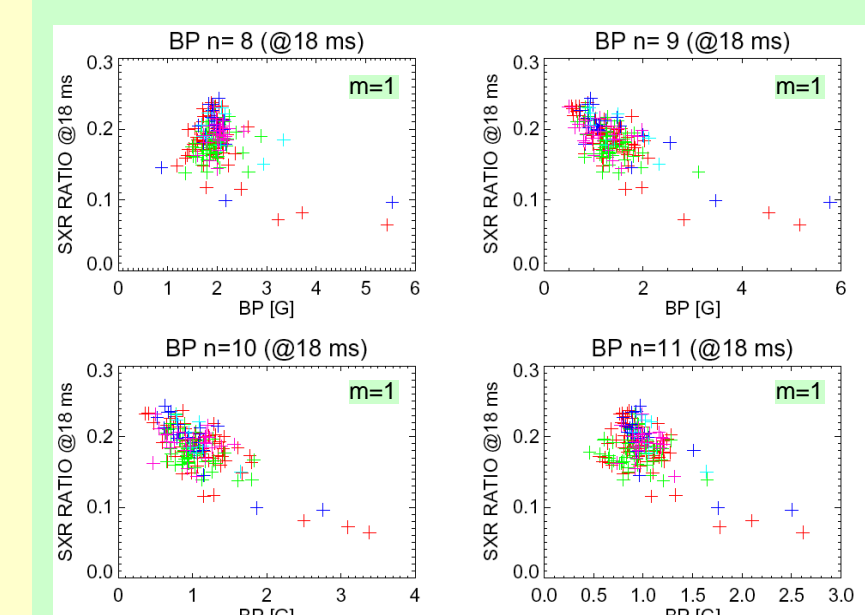 BP n= 8 (@18 ms)
0.3
0.2
0.1
0.0
SXR RATIO @18 ms
m=1
0 1 2 3 4 5 6
BP [G]
BP n= 9 (@18 ms)
0.3
0.2
0.1
0.0
SXR RATIO @18 ms
m=1
0 2 4 6
BP [G]
BP n=10 (@18 ms)
0.3
0.2
0.1
0.0
SXR RATIO @18 ms
m=1
0 1 2 3 4
BP [G]
BP n=11 (@18 ms)
0.3
0.2
0.1
0.0
SXR RATIO @18 ms
m=1
0.0 0.5 1.0 1.5 2.0 2.5 3.0
BP [G]